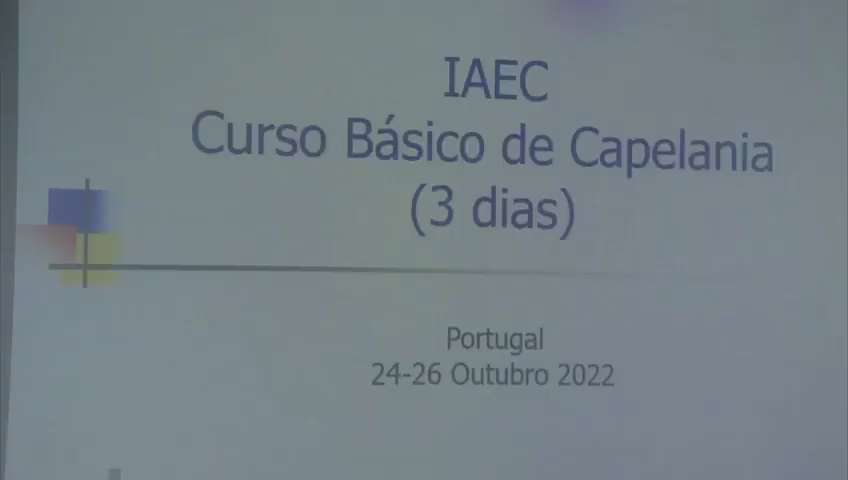 IAEC
Curso Básico de Capelania
(3 dias)
Portugal
24-26 Outubro 2022